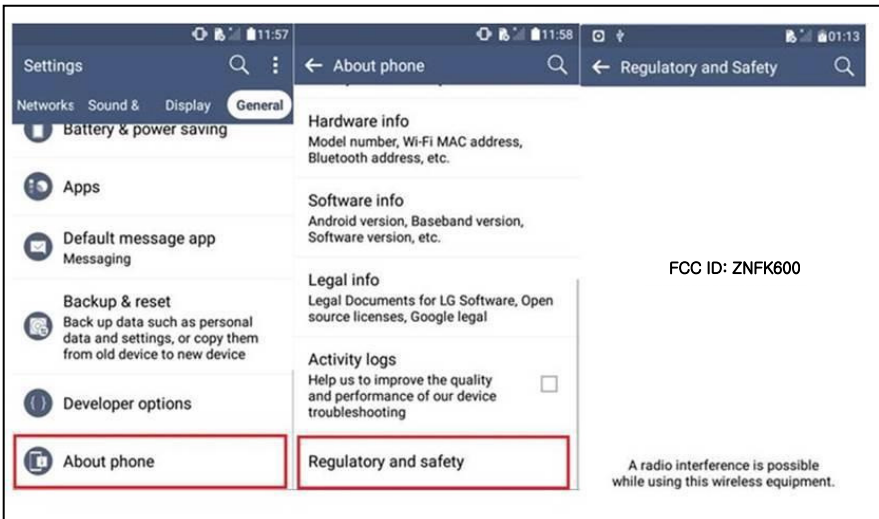 11:57
Settings
Networks Sound & Display General
Battery & power saving
Apps
Default message app
Messaging
Backup & reset
Back up data such as personal
data and settings, or copy them
from old device to new device
Developer options
About phone
11:58
About phone
Hardware info
Model number, Wi-Fi MAC address,
Bluetooth address, etc.
Software info
Android version, Baseband version,
Software version, etc.
Legal info
Legal Documents for LG Software, Open
source licenses, Google legal
Activity logs
Help us to improve the quality
and performance of our device
troubleshooting
Regulatory and safety
01:13
Regulatory and Safety
FCC ID: ZNFK600
A radio interference is possible
while using this wireless equipment.